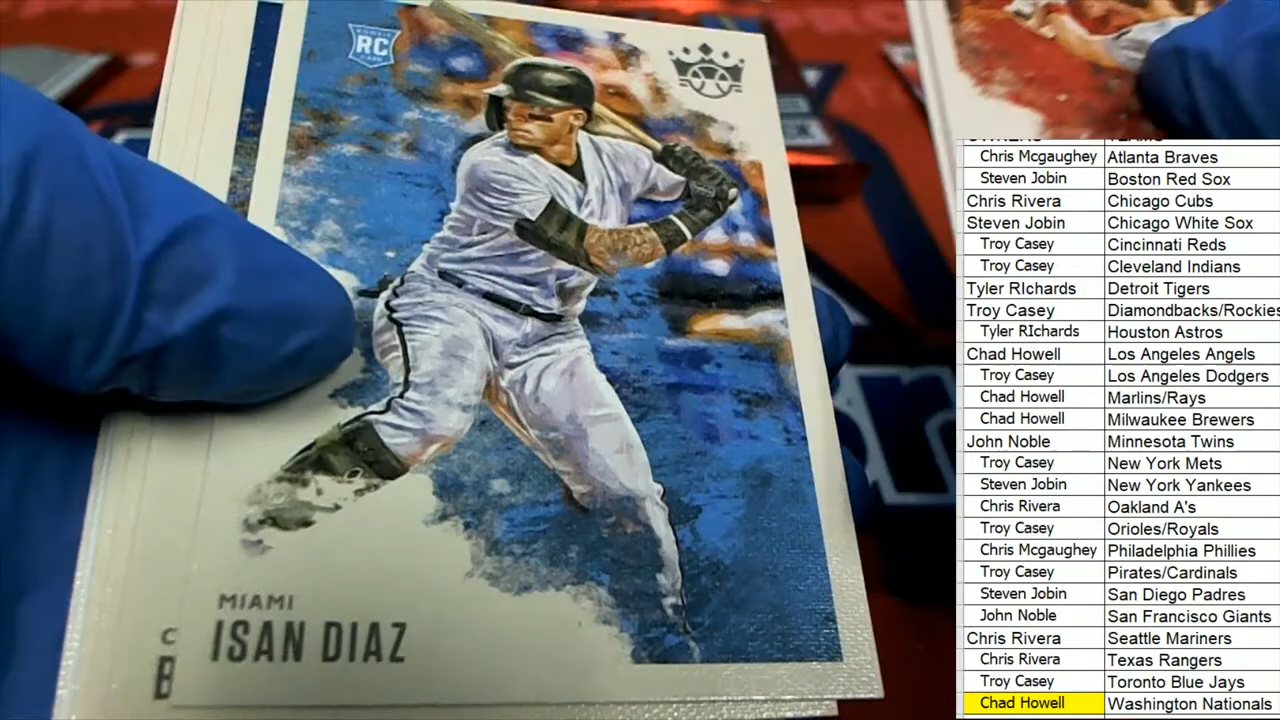 ROOKIE
RC
CARD
MIAMI
ISAN DIAZ
C
D
Chris Mcgaughey Atlanta Braves
Steven Jobin Boston Red Sox
Chris Rivera Chicago Cubs
Steven Jobin Chicago White Sox
Troy Casey Cincinnati Reds
Troy Casey Cleveland Indians
Tyler RIchards Detroit Tigers
Troy Casey Diamondbacks/Rockies
Tyler RIchards Houston Astros
Chad Howell Los Angeles Angels
Troy Casey Los Angeles Dodgers
Chad Howell Marlins/Rays
Chad Howell Milwaukee Brewers
John Noble Minnesota Twins
Troy Casey New York Mets
Steven Jobin New York Yankees
Chris Rivera Oakland A's
Troy Casey Orioles/Royals
Chris Mcgaughey Philadelphia Phillies
Troy Casey Pirates/Cardinals
Steven Jobin San Diego Padres
John Noble San Francisco Giants
Chris Rivera Seattle Mariners
Chris Rivera Texas Rangers
Troy Casey Toronto Blue Jays
Chad Howell Washington Nationals